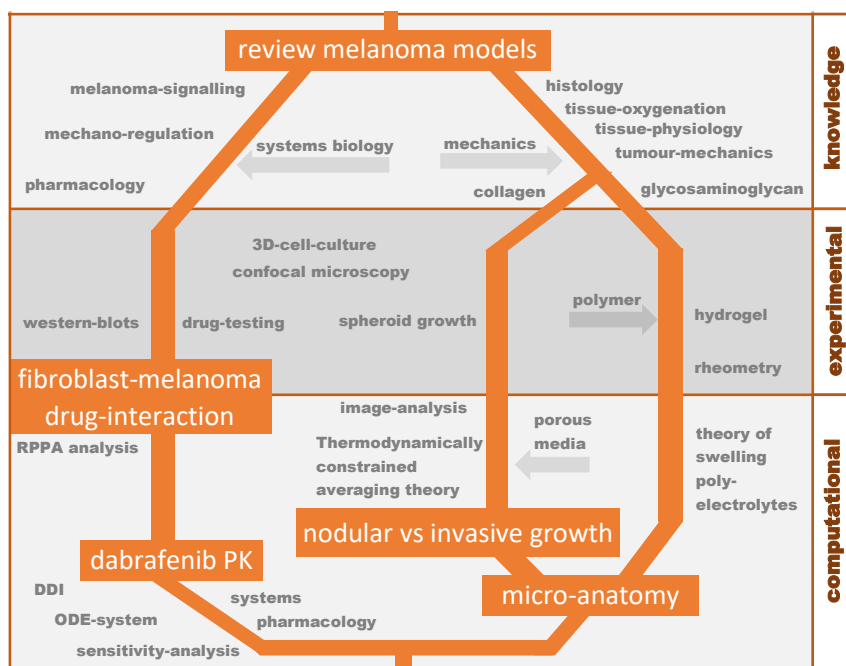 review melanoma models
melanoma-signalling
histology
tissue-oxygenation
mechano-regulation
tissue-physiology
systems biology
mechanics
tumour-mechanics
pharmacology
collagen
glycosaminoglycan
knowledge
3D-cell-culture
confocal microscopy
western-blots
drug-testing
spheroid growth
polymer
hydrogel
rheometry
experimental
fibroblast-melanoma
drug-interaction
RPPA analysis
image-analysis
Thermodynamically
constrained
averaging theory
porous
media
theory of
swelling
poly-
electrolytes
nodular vs invasive growth
dabrafenib PK
micro-anatomy
DDI
ODE-system
sensitivity-analysis
systems
pharmacology
computational